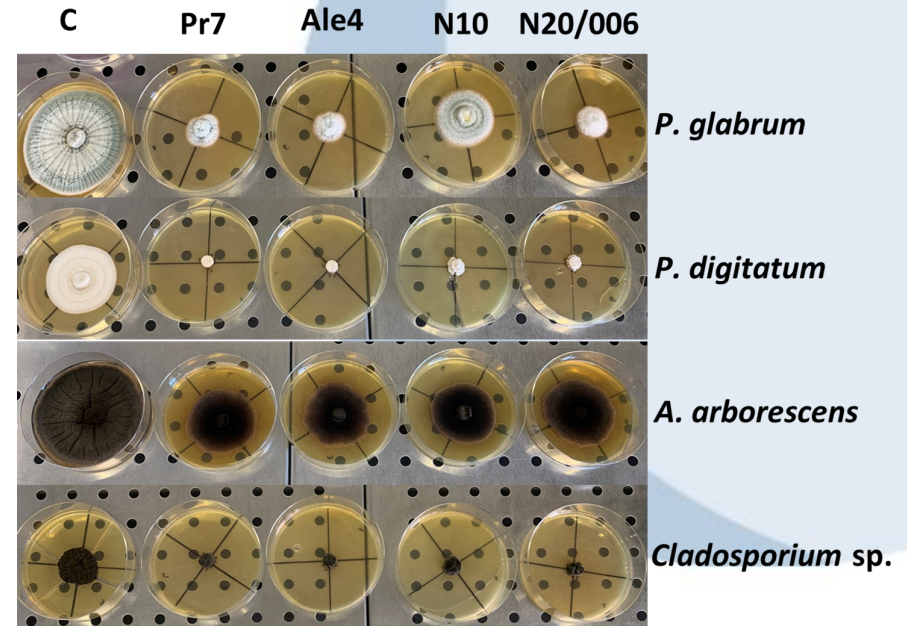 C Pr7 Ale4 N10 N20/006
P. glabrum
P. digitatum
A. arborescens
Cladosporium sp.